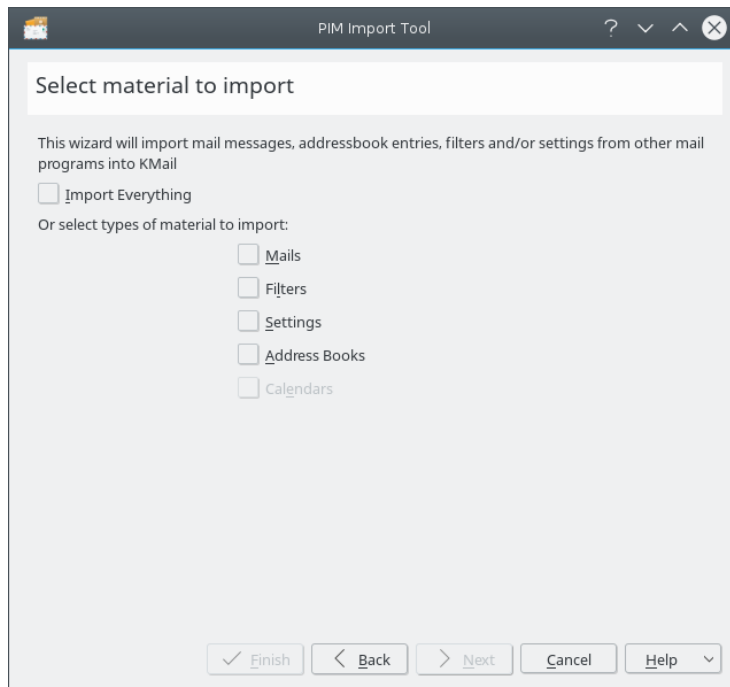 PIM Import Tool
Select material to import
This wizard will import mail messages, addressbook entries, filters and/or settings from other mail
programs into KMail
Import Everything
Or select types of material to import:
Mails
Filters
Settings
Address Books
Calendars
Finish Back Next Cancel Help